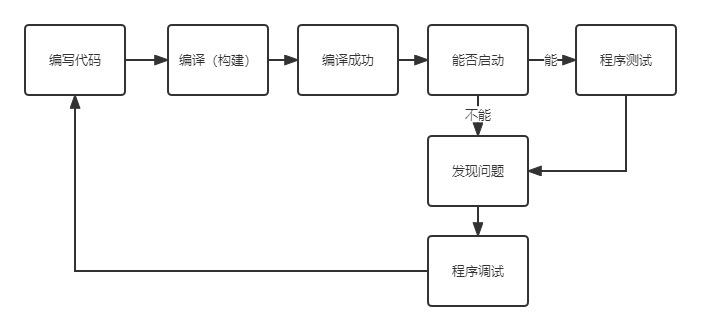 编写代码
编译（构建）
编译成功
能否启动
能
程序测试
不能
发现问题
程序调试